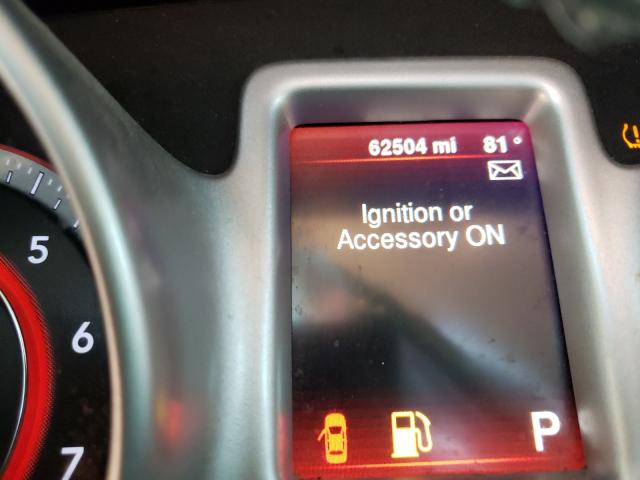 62504 mi 81°
Ignition or
Accessory ON
5
6
7
P